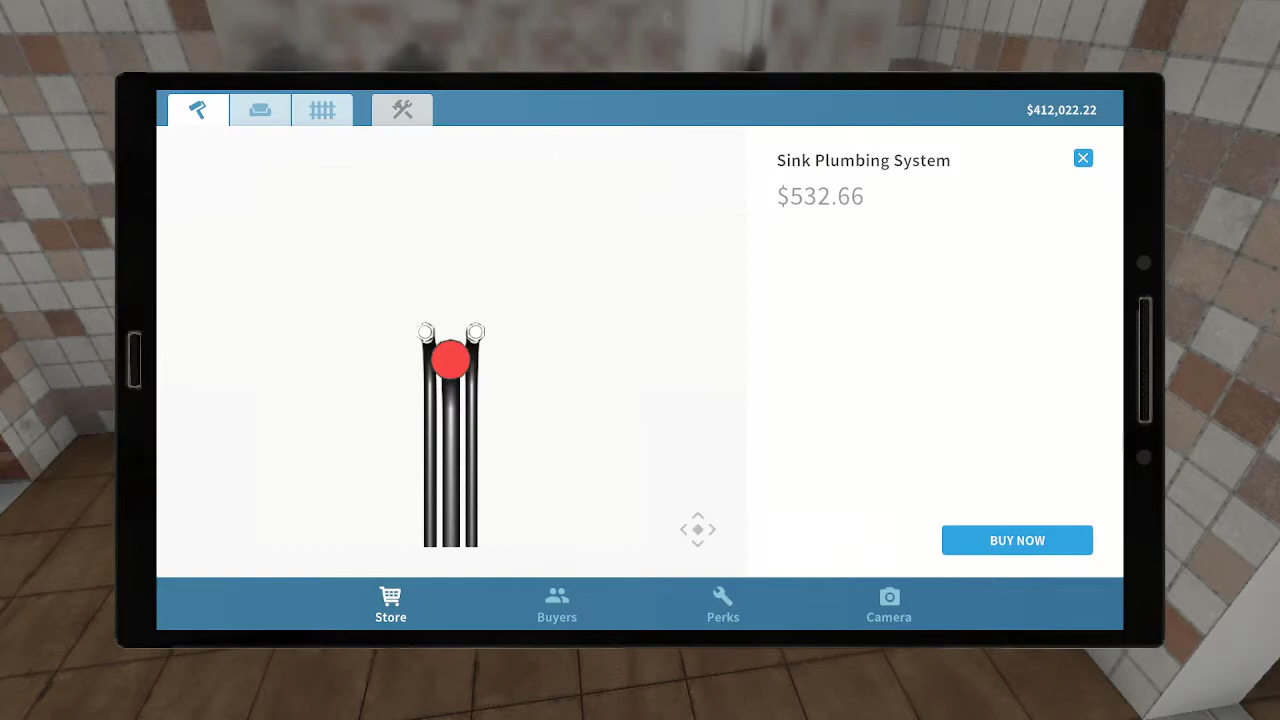 $412,022.22
Sink Plumbing System
$532.66
BUY NOW
Store
Buyers
Perks
Camera